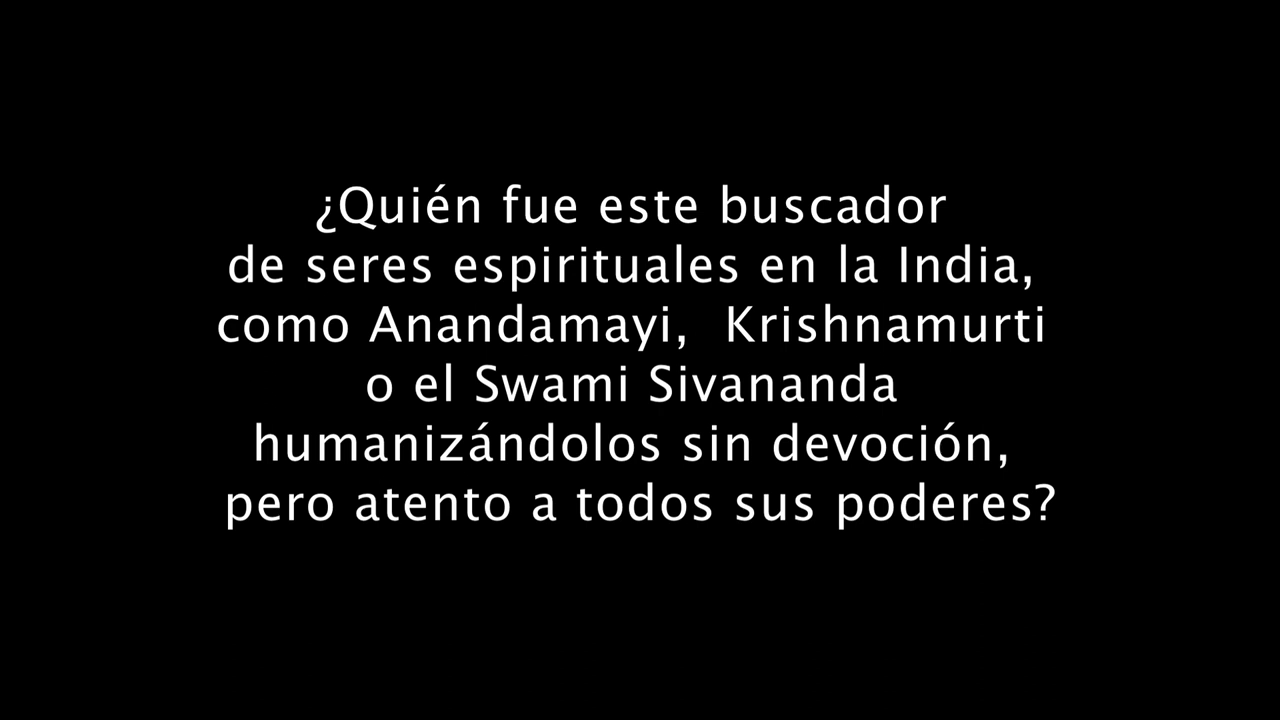 ¿Quién fue este buscador
de seres espirituales en la India,
como Anandamayi, Krishnamurti
o el Swami Sivananda
humanizándolos sin devoción,
pero atento a todos sus poderes?